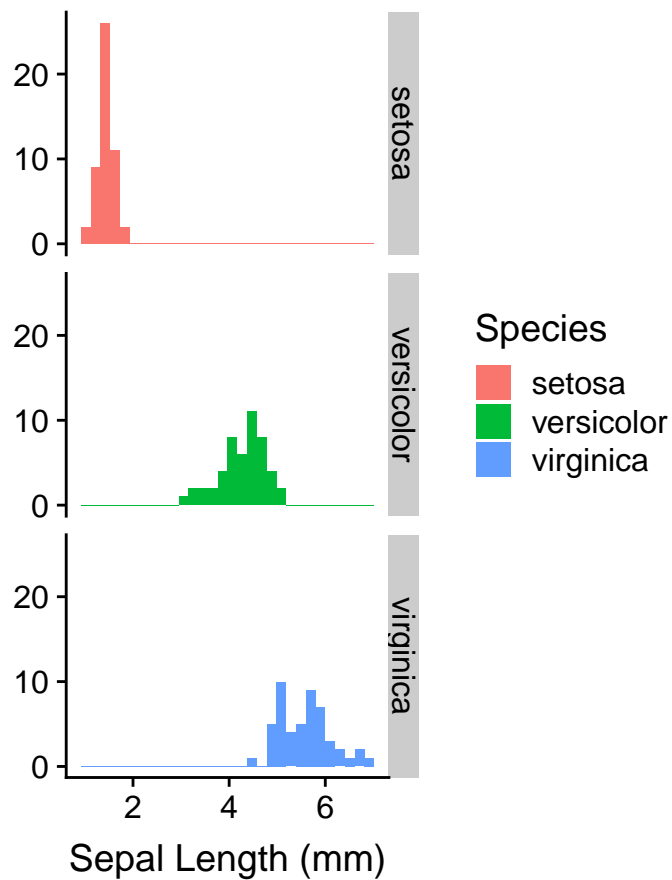 20
10
0
setosa
20
10
0
versicolor
20
10
0
virginica
2 4 6
Sepal Length (mm)
Species
setosa
versicolor
virginica